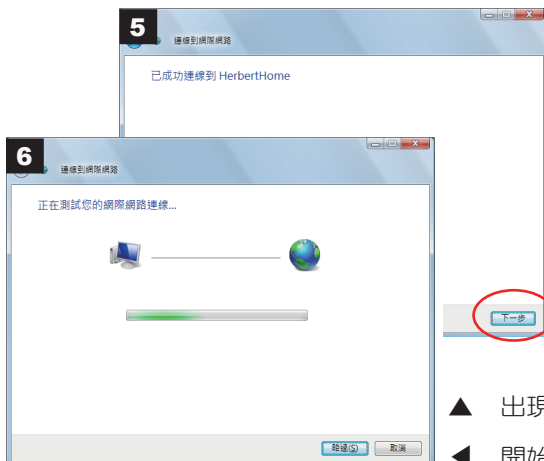 5
連線到網際網路
已成功連線到 HerbertHome
下一步
6
連線到網際網路
正在測試您的網際網路連線...
略過(S)
取消
▲ 出現
◀ 開始